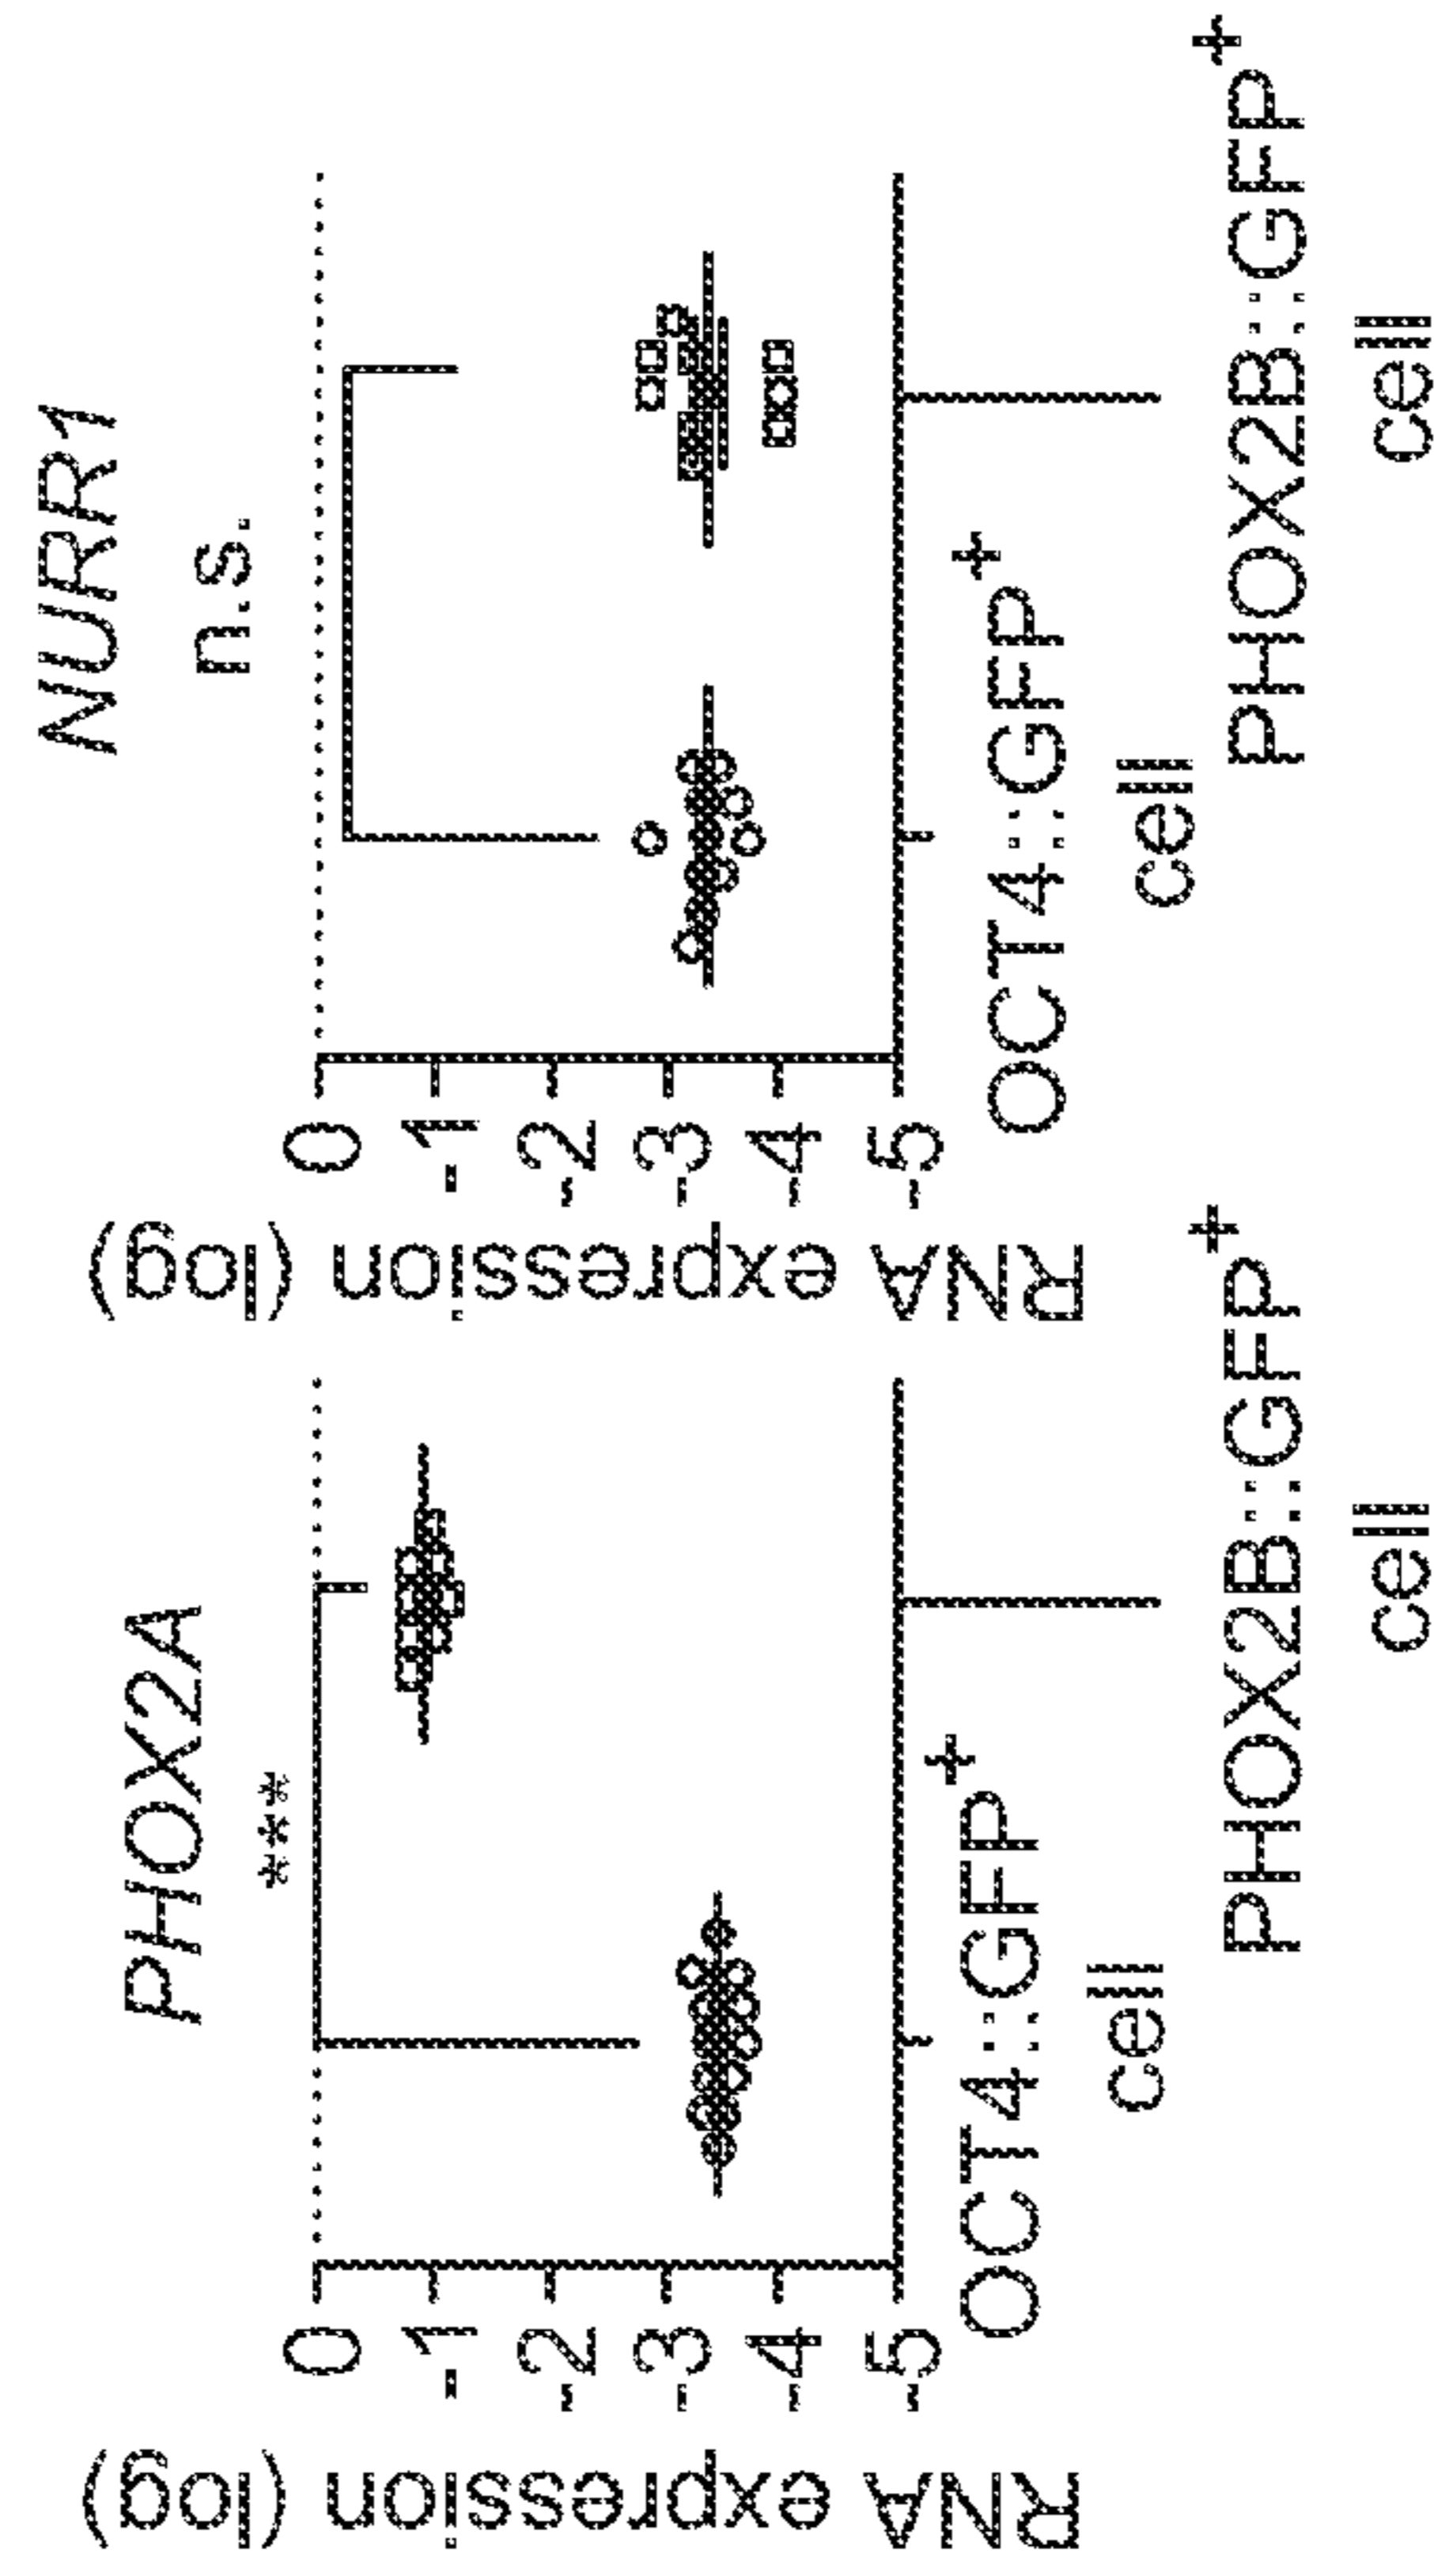 PHOX2A
***
RNA expression (log)
0
-1
-2
-3
-4
-5
OCT4::GFP+
cell
PHOX2B::GFP+
cell
NURR1
n.s.
RNA expression (log)
0
-1
-2
-3
-4
-5
OCT4::GFP+
cell
PHOX2B::GFP+
cell